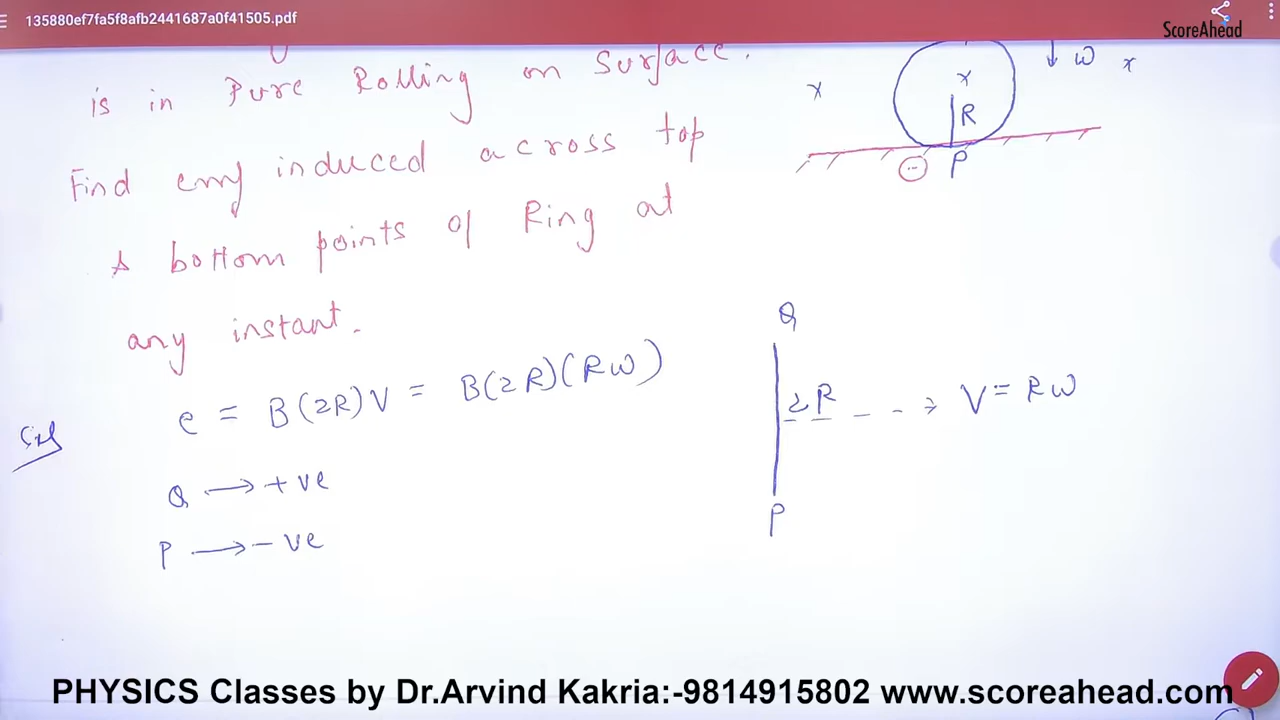 135880ef7fa5f8afb2441687a0f41505.pdf
ScoreAhead
is in Pure Rolling on Surface.
Find emf induced across top
& bottom points of Ring at
any instant.
x x ↓ ω x
R
(-) P
Sol
e = B(2R)V = B(2R)(Rω)
Q → +ve
P → -ve
Q
2R - - → V = Rω
P
PHYSICS Classes by Dr.Arvind Kakria:-9814915802 www.scoreahead.com